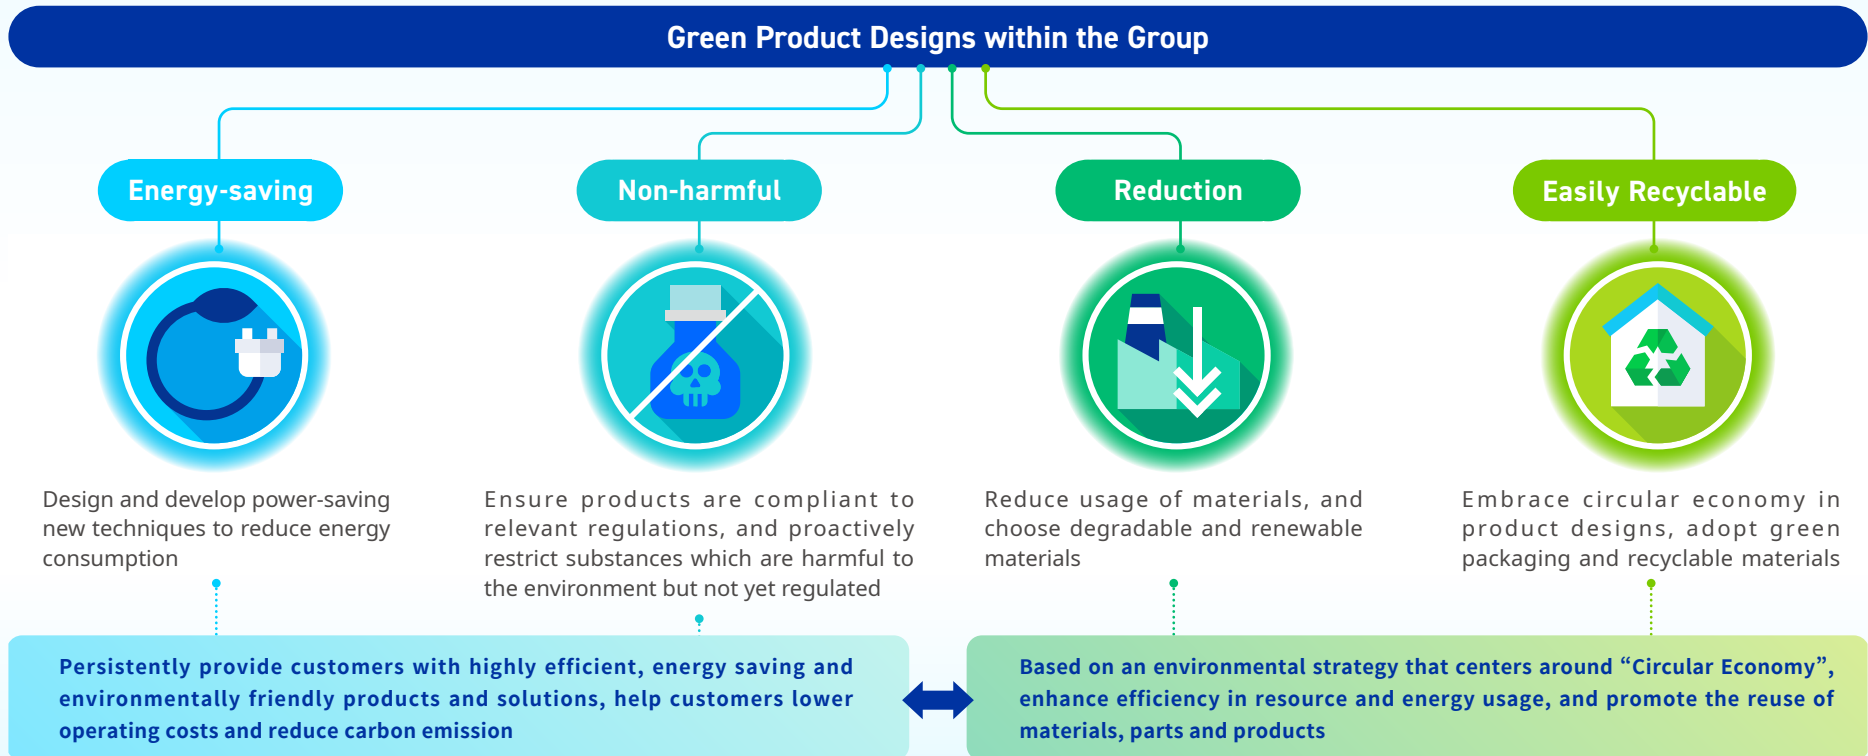 Green Product Designs within the Group
Energy-saving
Non-harmful
Reduction
Easily Recyclable
Design and develop power-saving
new techniques to reduce energy
consumption
Ensure products are compliant to
relevant regulations, and proactively
restrict substances which are harmful to
the environment but not yet regulated
Reduce usage of materials, and
choose degradable and renewable
materials
Embrace circular economy in
product designs, adopt green
packaging and recyclable materials
Persistently provide customers with highly efficient, energy saving and
environmentally friendly products and solutions, help customers lower
operating costs and reduce carbon emission
Based on an environmental strategy that centers around “Circular Economy”,
enhance efficiency in resource and energy usage, and promote the reuse of
materials, parts and products